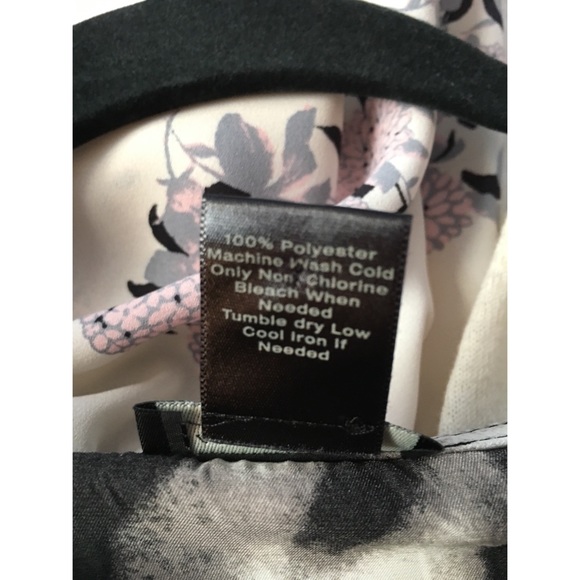 100% Polyester
Machine Wash Cold
Only Non Chlorine
Bleach When
Needed
Tumble dry Low
Cool Iron If
Needed